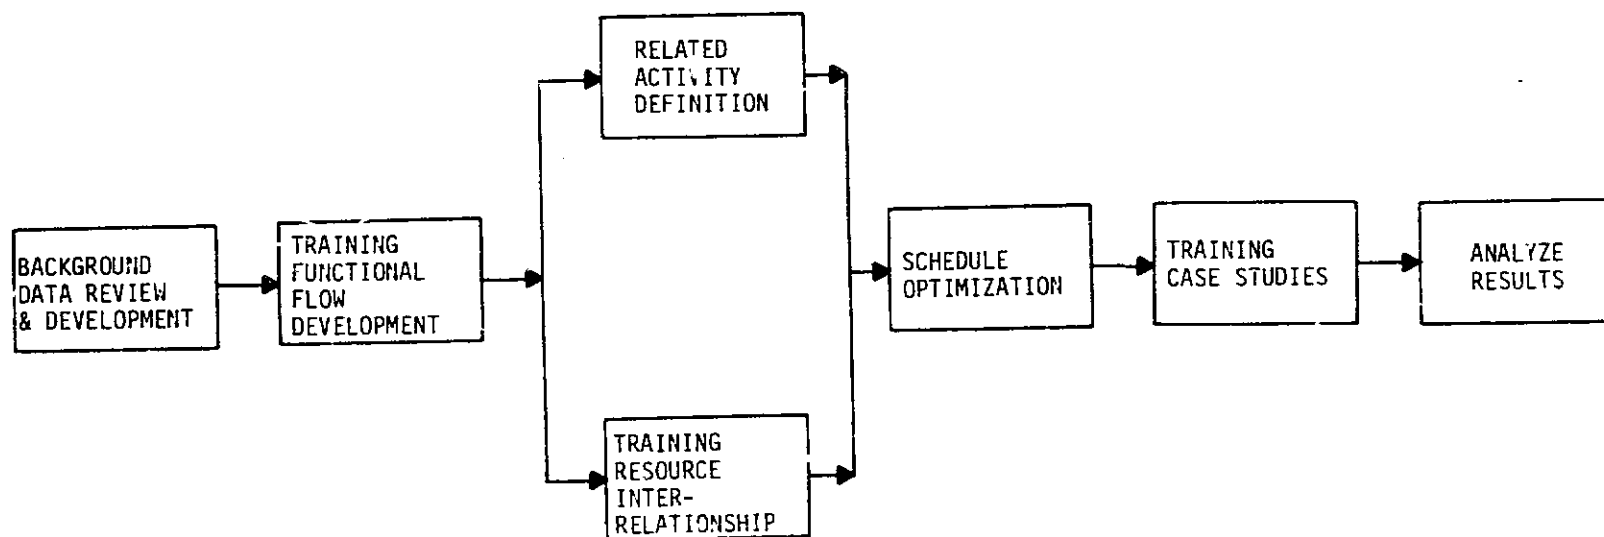 BACKGROUND
DATA REVIEW
& DEVELOPMENT
TRAINING
FUNCTIONAL
FLOW
DEVELOPMENT
RELATED
ACTIVITY
DEFINITION
TRAINING
RESOURCE
INTER-
RELATIONSHIP
SCHEDULE
OPTIMIZATION
TRAINING
CASE STUDIES
ANALYZE
RESULTS